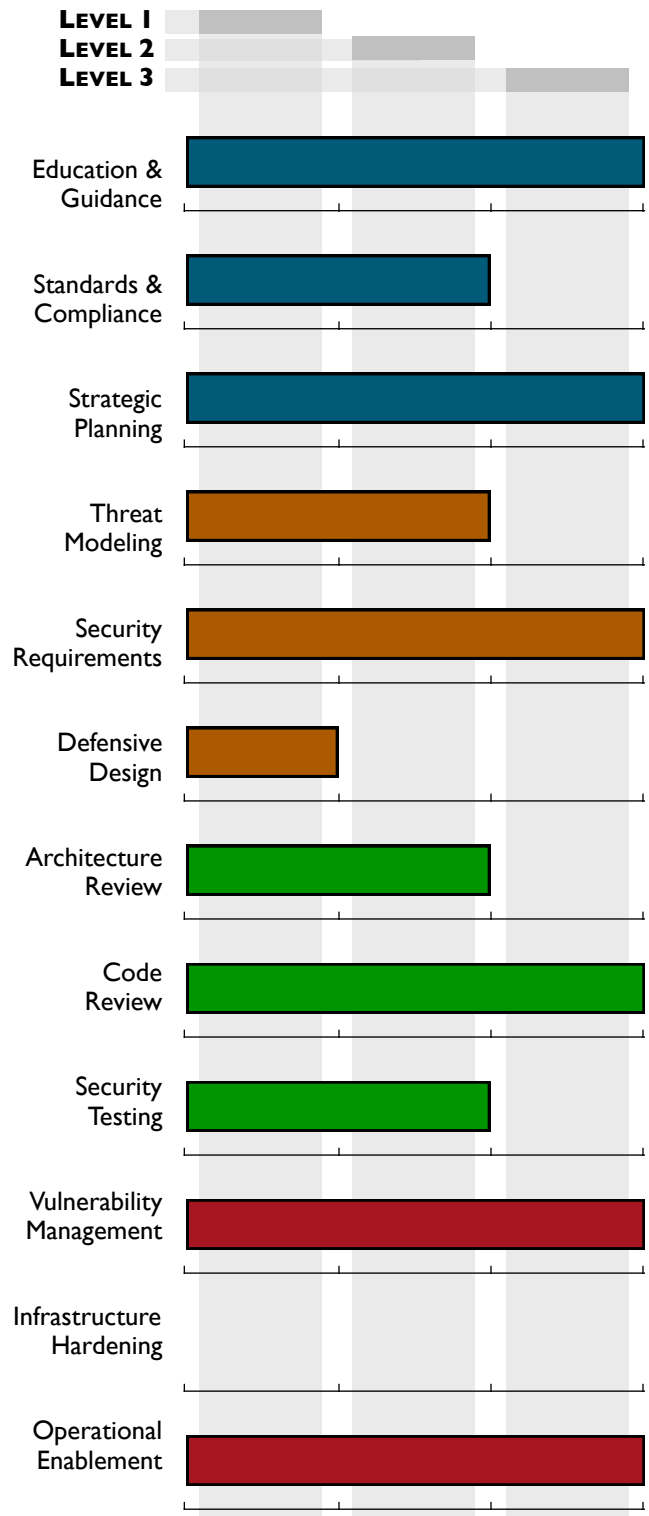 LEVEL 1
LEVEL 2
LEVEL 3
Education &
Guidance
Standards &
Compliance
Strategic
Planning
Threat
Modeling
Security
Requirements
Defensive
Design
Architecture
Review
Code
Review
Security
Testing
Vulnerability
Management
Infrastructure
Hardening
Operational
Enablement